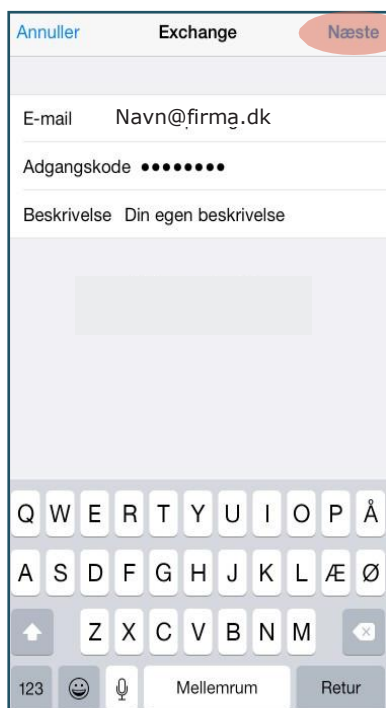 Annuller Exchange Næste
E-mail Navn@firma.dk
Adgangskode ••••••••
Beskrivelse Din egen beskrivelse
Q W E R T Y U I O P Å
A S D F G H J K L Æ Ø
Z X C V B N M
123 Mellemrum Retur